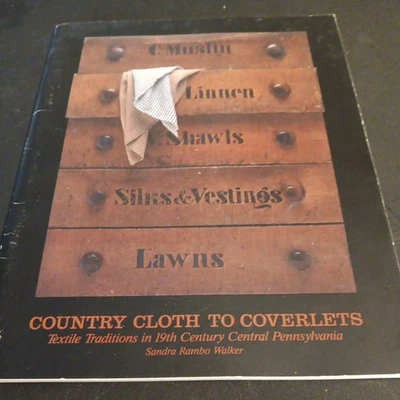 C Muslin
Linnen
Shawls
Silks & Vestings
Lawns
COUNTRY CLOTH TO COVERLETS
Textile Traditions in 19th Century Central Pennsylvania
Sandra Rambo Walker